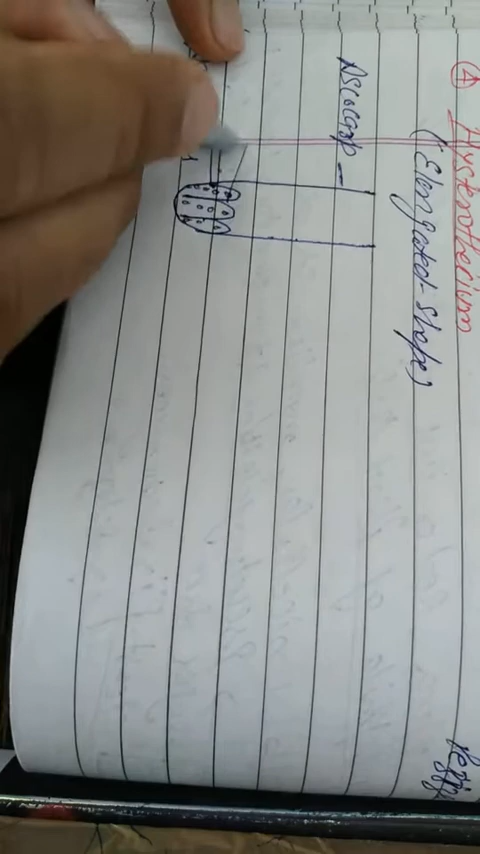 ④ Hysterothecium
(Elongated shape)
Ascocarp -